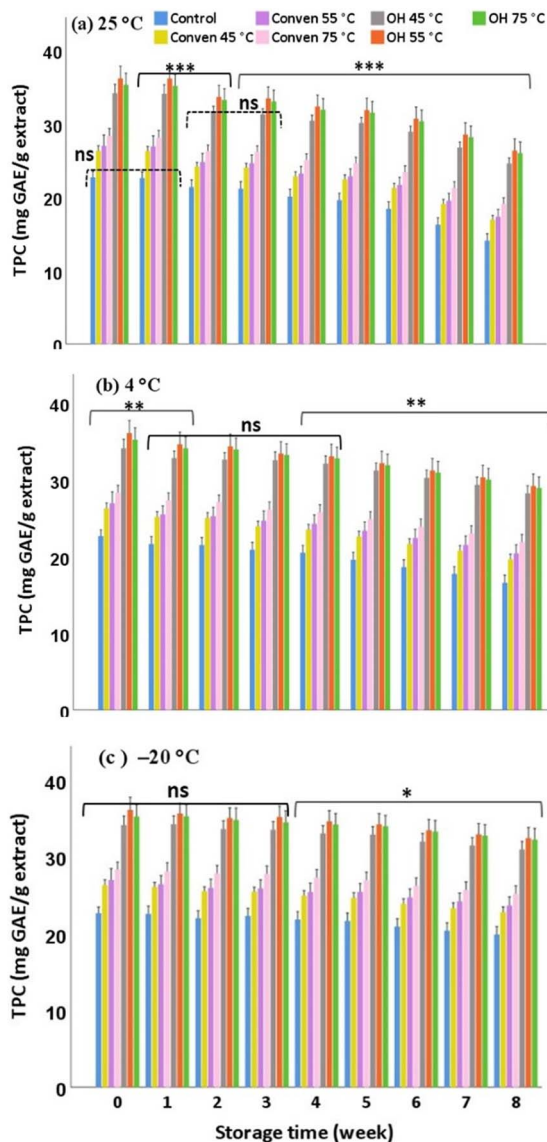 (a) 25 °C
Control Conven 55 °C OH 45 °C OH 75 °C
Conven 45 °C Conven 75 °C OH 55 °C
40
30
20
10
0
TPC (mg GAE/g extract)
ns
***
ns
***
(b) 4 °C
40
30
20
10
0
TPC (mg GAE/g extract)
**
ns
**
(c ) –20 °C
40
30
20
10
0
TPC (mg GAE/g extract)
ns
*
0 1 2 3 4 5 6 7 8
Storage time (week)